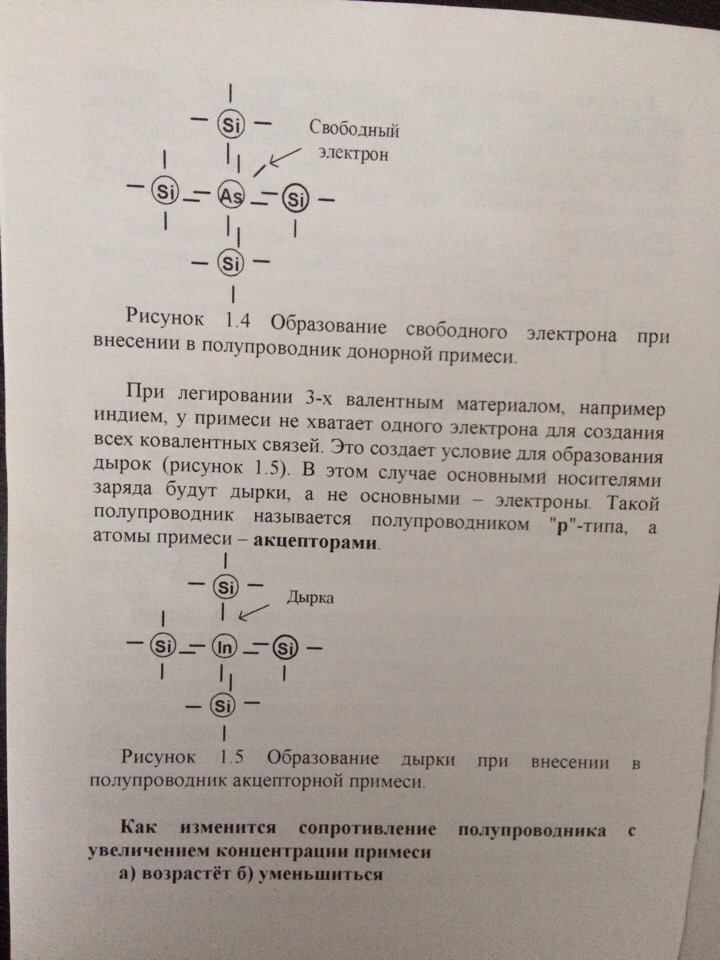 Si
Свободный
электрон
Si As Si
Si
Рисунок 1.4 Образование свободного электрона при
внесении в полупроводник донорной примеси.
При легировании 3-х валентным материалом, например
индием, у примеси не хватает одного электрона для создания
всех ковалентных связей. Это создает условие для образования
дырок (рисунок 1.5). В этом случае основными носителями
заряда будут дырки, а не основными – электроны. Такой
полупроводник называется полупроводником "р"-типа, а
атомы примеси – акцепторами.
Si
Дырка
Si In Si
Si
Рисунок 1.5 Образование дырки при внесении в
полупроводник акцепторной примеси.
Как изменится сопротивление полупроводника с
увеличением концентрации примеси
а) возрастёт б) уменьшиться